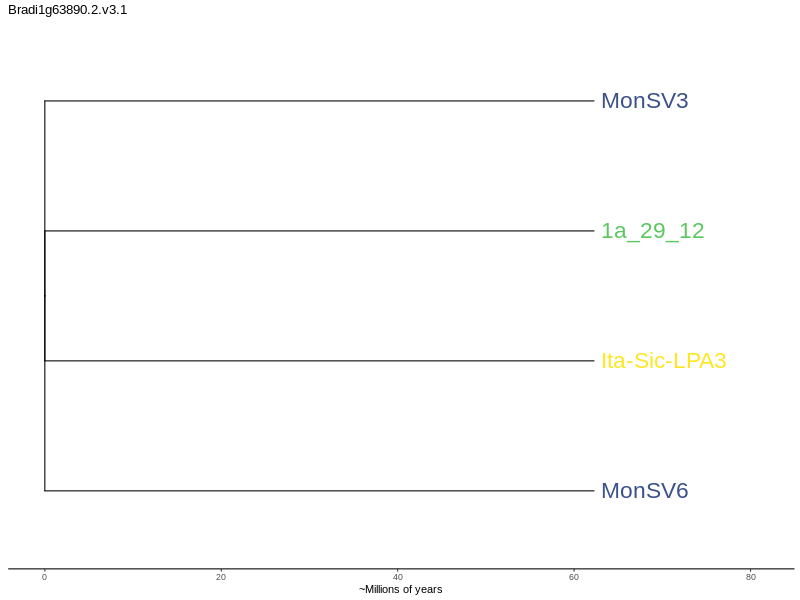 Bradi1g63890.2.v3.1
MonSV3
1a_29_12
Ita-Sic-LPA3
MonSV6
0 20 40 60 80
~Millions of years